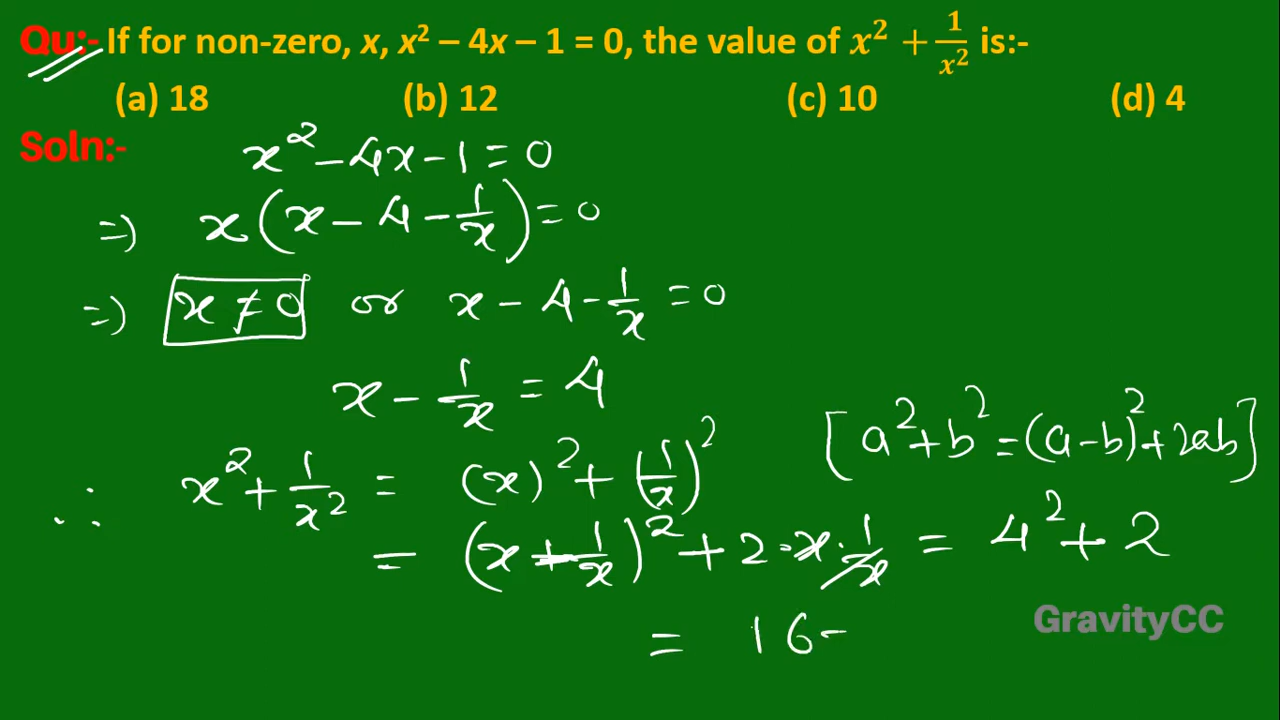 Qu:- If for non-zero, x, x² – 4x – 1 = 0, the value of x² + 1/x² is:-
(a) 18 (b) 12 (c) 10 (d) 4
Soln:- x² – 4x – 1 = 0
⇒ x(x – 4 – 1/x) = 0
⇒ x ≠ 0 or x – 4 – 1/x = 0
x – 1/x = 4
[a² + b² = (a – b)² + 2ab]
∴ x² + 1/x² = (x)² + (1/x)²
= (x – 1/x)² + 2·x·1/x = 4² + 2
= 16 –
GravityCC